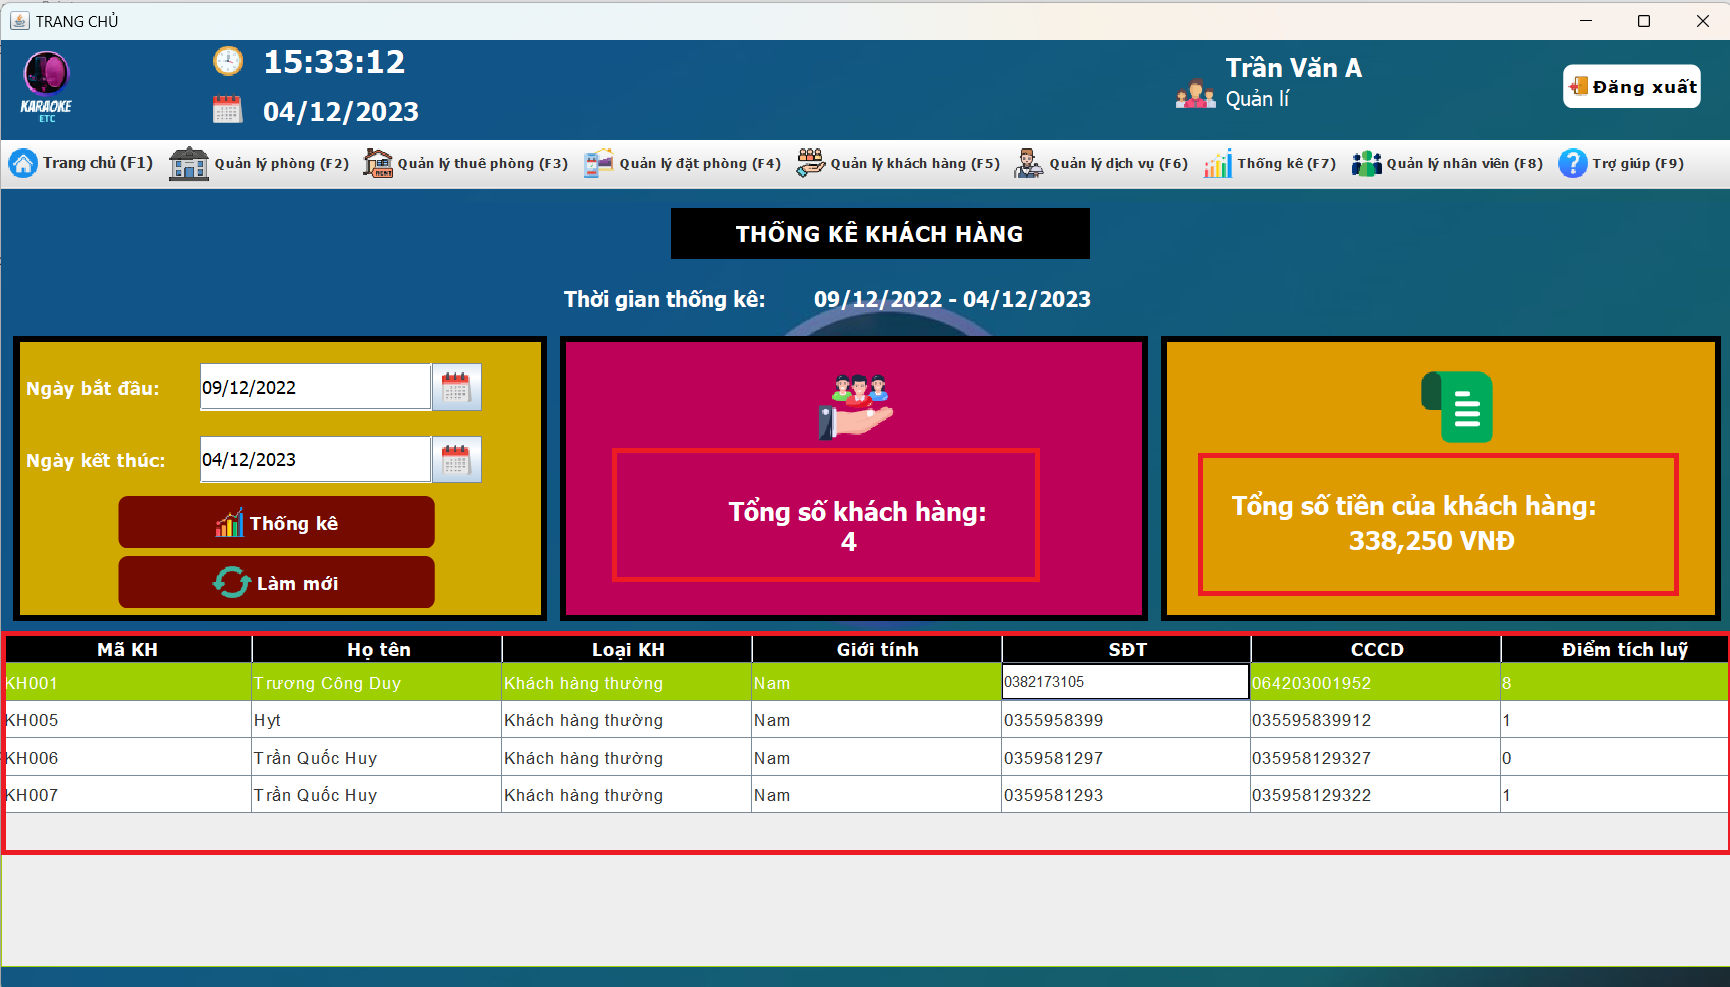 TRANG CHỦ
KARAOKE
ETC
15:33:12
04/12/2023
Trần Văn A
Quản lí
Đăng xuất
Trang chủ (F1) Quản lý phòng (F2) Quản lý thuê phòng (F3) Quản lý đặt phòng (F4) Quản lý khách hàng (F5) Quản lý dịch vụ (F6) Thống kê (F7) Quản lý nhân viên (F8) Trợ giúp (F9)
THỐNG KÊ KHÁCH HÀNG
Thời gian thống kê: 09/12/2022 - 04/12/2023
Ngày bắt đầu: 09/12/2022
Ngày kết thúc: 04/12/2023
Thống kê
Làm mới
Tổng số khách hàng:
4
Tổng số tiền của khách hàng:
338,250 VNĐ
Mã KH Họ tên Loại KH Giới tính SĐT CCCD Điểm tích luỹ
KH001 Trương Công Duy Khách hàng thường Nam 0382173105 064203001952 8
KH005 Hyt Khách hàng thường Nam 0355958399 035595839912 1
KH006 Trần Quốc Huy Khách hàng thường Nam 0359581297 035958129327 0
KH007 Trần Quốc Huy Khách hàng thường Nam 0359581293 035958129322 1